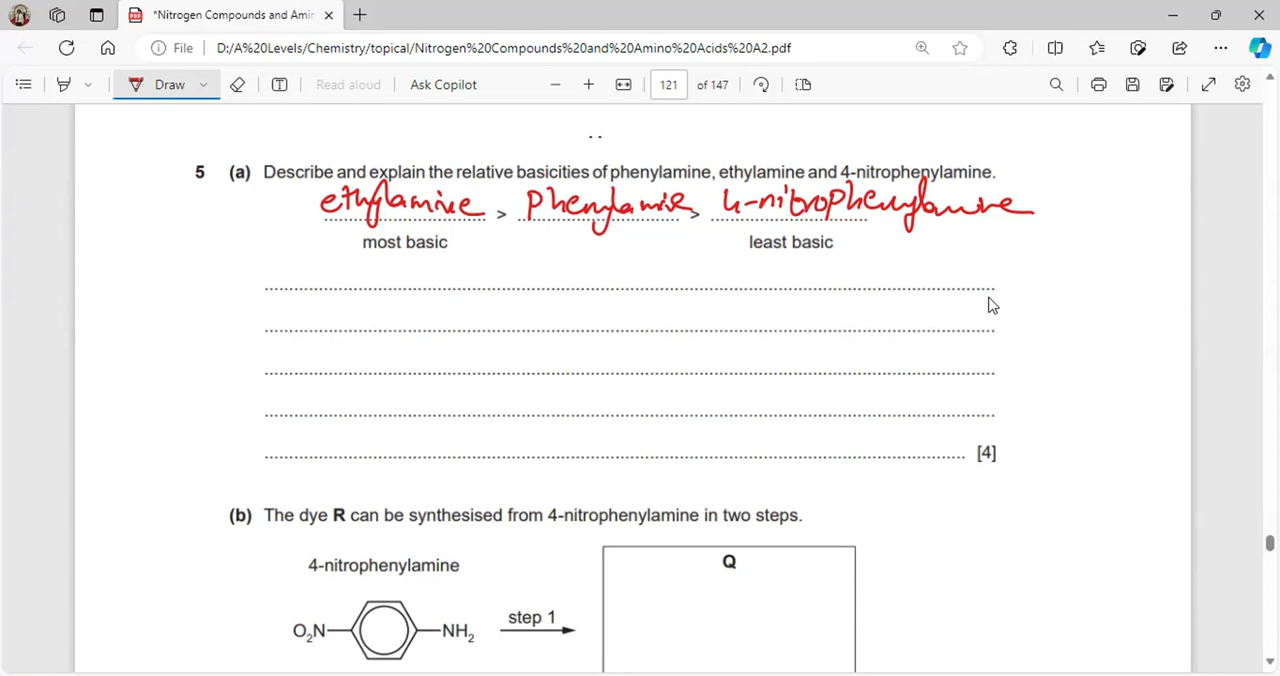 *Nitrogen Compounds and Amin
File D:/A%20Levels/Chemistry/topical/Nitrogen%20Compounds%20and%20Amino%20Acids%20A2.pdf
Draw Read aloud Ask Copilot 121 of 147
5 (a) Describe and explain the relative basicities of phenylamine, ethylamine and 4-nitrophenylamine.
ethylamine > phenylamine > 4-nitrophenylamine
most basic least basic
[4]
(b) The dye R can be synthesised from 4-nitrophenylamine in two steps.
4-nitrophenylamine Q
step 1
O2N NH2